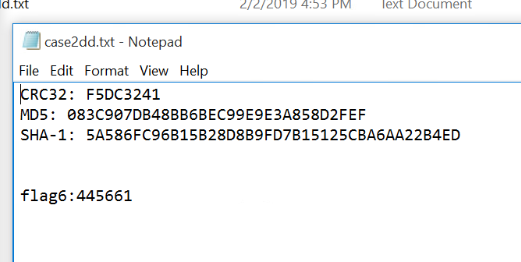 d.txt 2/2/2019 4:53 PM Text Document
case2dd.txt - Notepad
File Edit Format View Help
CRC32: F5DC3241
MD5: 083C907DB48BB6BEC99E9E3A858D2FEF
SHA-1: 5A586FC96B15B28D8B9FD7B15125CBA6AA22B4ED
flag6:445661